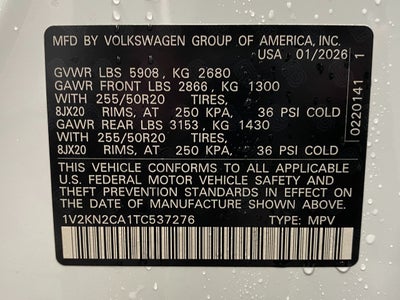 MFD BY VOLKSWAGEN GROUP OF AMERICA, INC.
USA 01/2026
GVWR LBS 5908, KG 2680
GAWR FRONT LBS 2866, KG 1300
WITH 255/50R20 TIRES,
8JX20 RIMS, AT 250 KPA, 36 PSI COLD
GAWR REAR LBS 3153, KG 1430
WITH 255/50R20 TIRES,
8JX20 RIMS, AT 250 KPA, 36 PSI COLD
THIS VEHICLE CONFORMS TO ALL APPLICABLE
U.S. FEDERAL MOTOR VEHICLE SAFETY AND
THEFT PREVENTION STANDARDS IN EFFECT ON
THE DATE OF MANUFACTURE SHOWN ABOVE.
1V2KN2CA1TC537276 TYPE: MPV
0220141 1